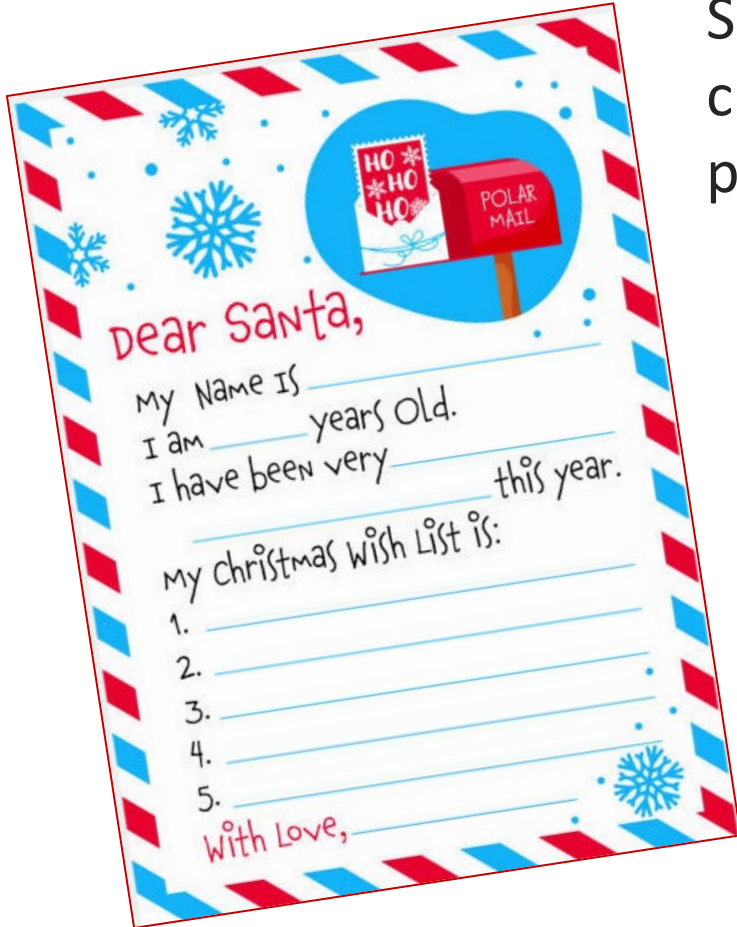 S
c
p
HO
HO
HO
POLAR
MAIL
Dear Santa,
My Name Is
I am years Old.
I have been very
this year.
My Christmas Wish List is:
1.
2.
3.
4.
5.
With Love,